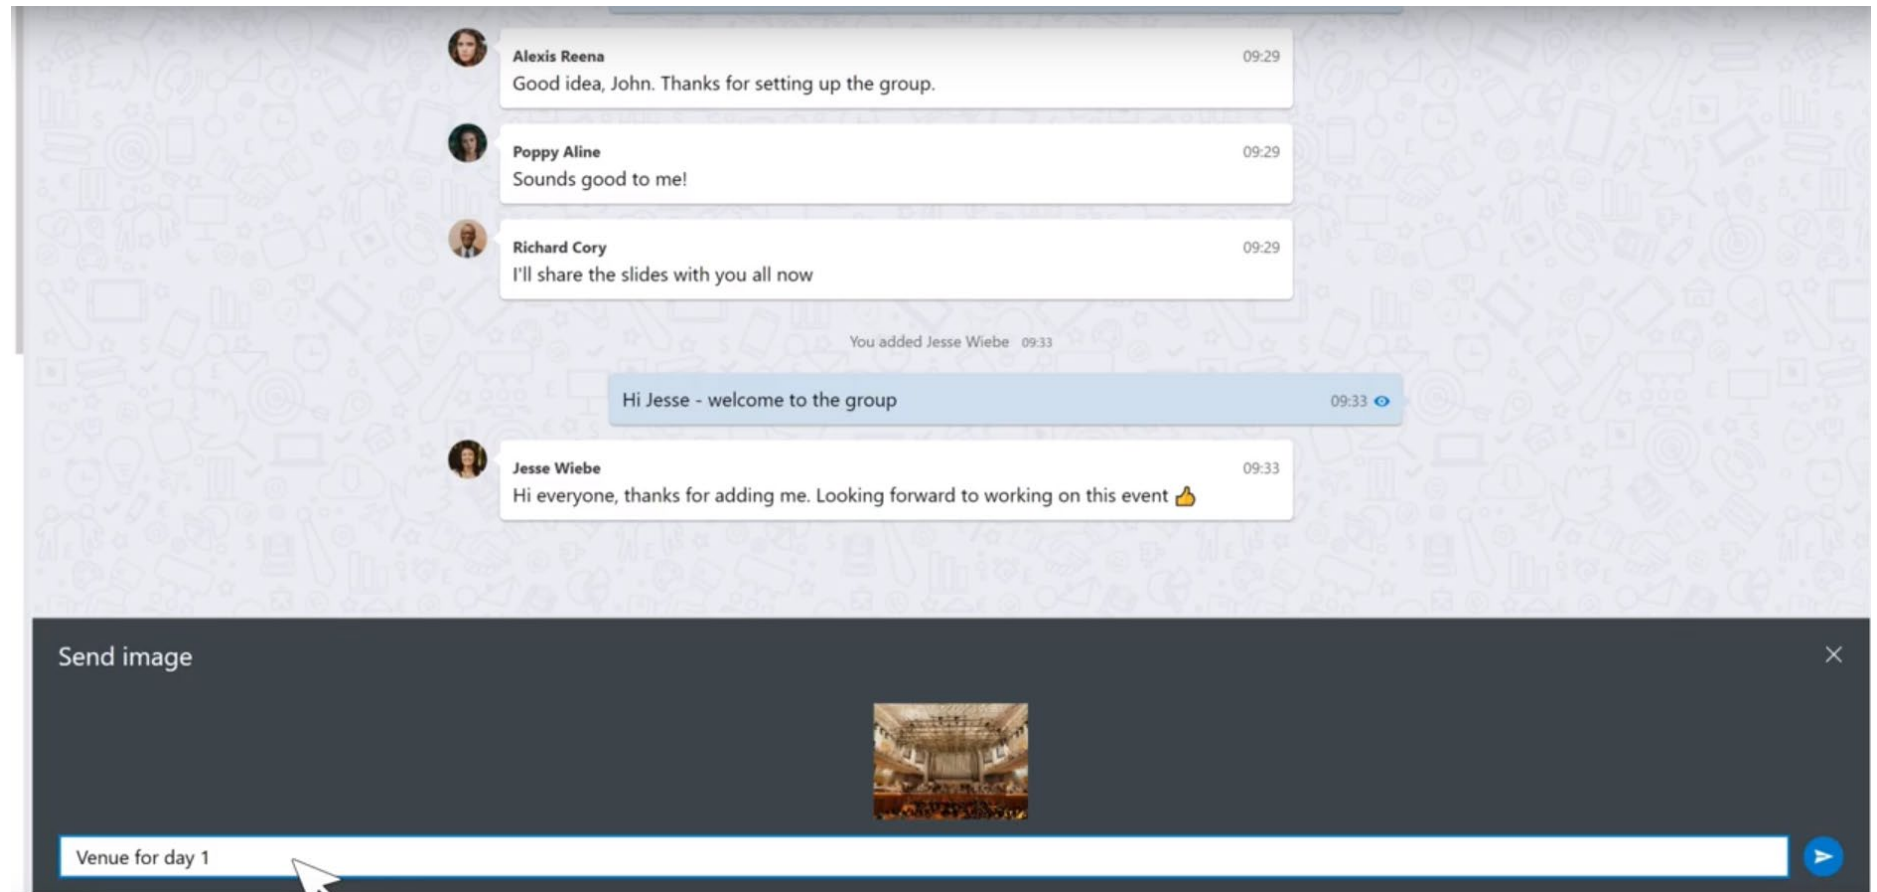 Alexis Reena 09:29
Good idea, John. Thanks for setting up the group.
Poppy Aline 09:29
Sounds good to me!
Richard Cory 09:29
I'll share the slides with you all now
You added Jesse Wiebe 09:33
Hi Jesse - welcome to the group 09:33
Jesse Wiebe 09:33
Hi everyone, thanks for adding me. Looking forward to working on this event 👍
Send image
Venue for day 1